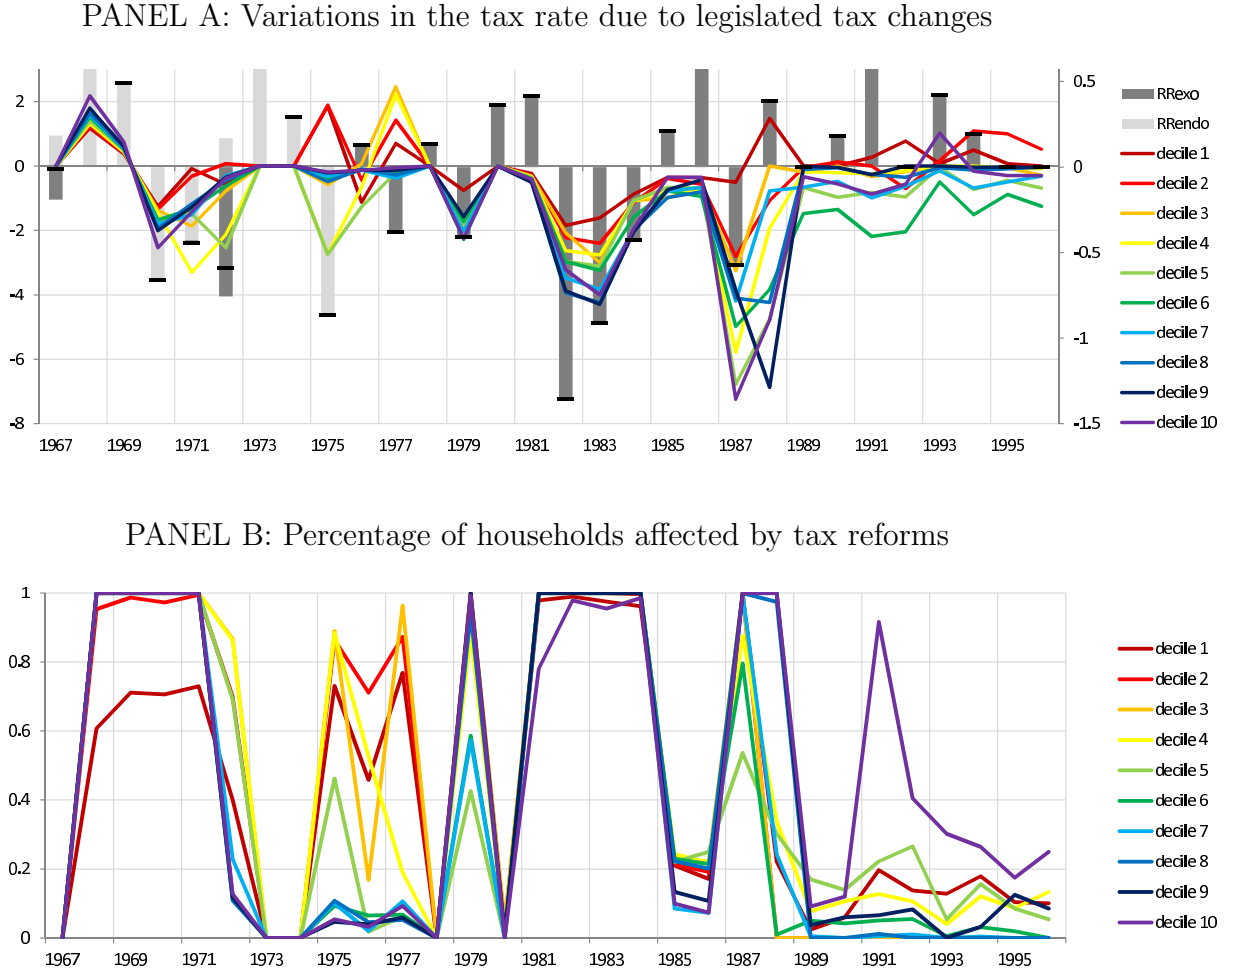 PANEL A: Variations in the tax rate due to legislated tax changes
2
0
-2
-4
-6
-8
0.5
0
-0.5
-1
-1.5
1967 1969 1971 1973 1975 1977 1979 1981 1983 1985 1987 1989 1991 1993 1995
RRexo
RRendo
decile 1
decile 2
decile 3
decile 4
decile 5
decile 6
decile 7
decile 8
decile 9
decile 10
PANEL B: Percentage of households affected by tax reforms
1
0.8
0.6
0.4
0.2
0
1967 1969 1971 1973 1975 1977 1979 1981 1983 1985 1987 1989 1991 1993 1995
decile 1
decile 2
decile 3
decile 4
decile 5
decile 6
decile 7
decile 8
decile 9
decile 10